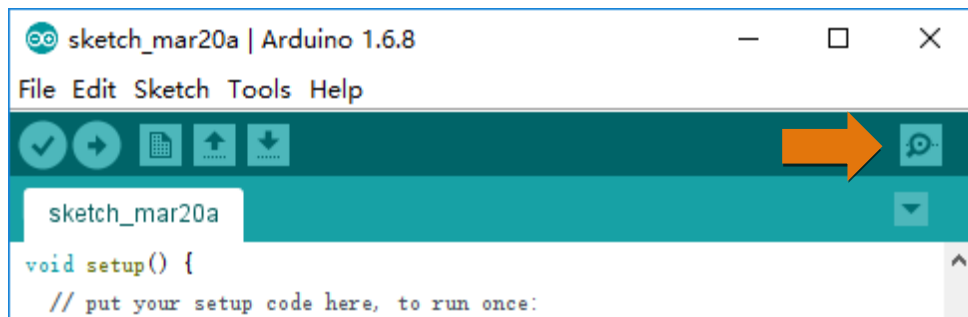 sketch_mar20a | Arduino 1.6.8
File Edit Sketch Tools Help
sketch_mar20a
void setup() {
// put your setup code here, to run once: